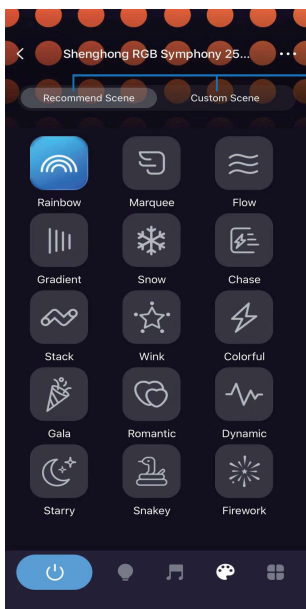 Shenghong RGB Symphony 25...
Recommend Scene Custom Scene
Rainbow Marquee Flow
Gradient Snow Chase
Stack Wink Colorful
Gala Romantic Dynamic
Starry Snakey Firework